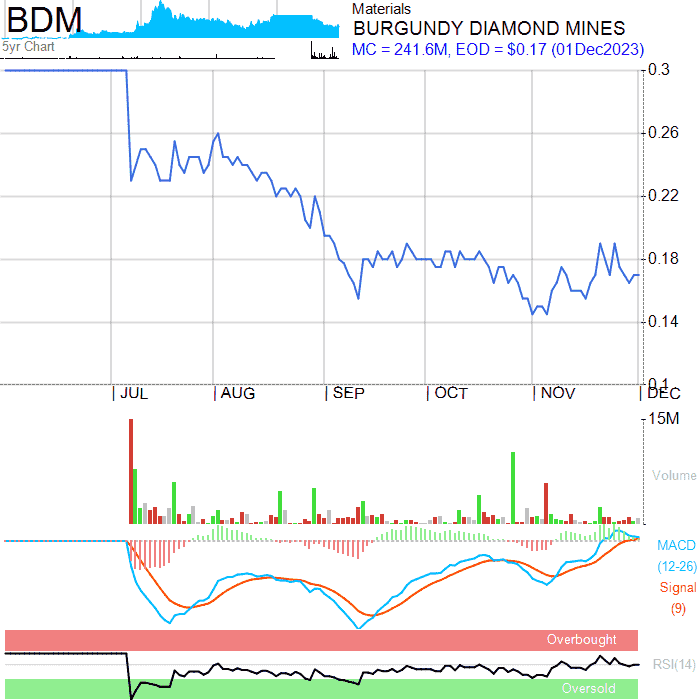 BDM
5yr Chart
Materials
BURGUNDY DIAMOND MINES
MC = 241.6M, EOD = $0.17 (01Dec2023)
0.3
0.26
0.22
0.18
0.14
0.1
JUL AUG SEP OCT NOV DEC
15M
Volume
MACD
(12-26)
Signal
(9)
Overbought
RSI(14)
Oversold